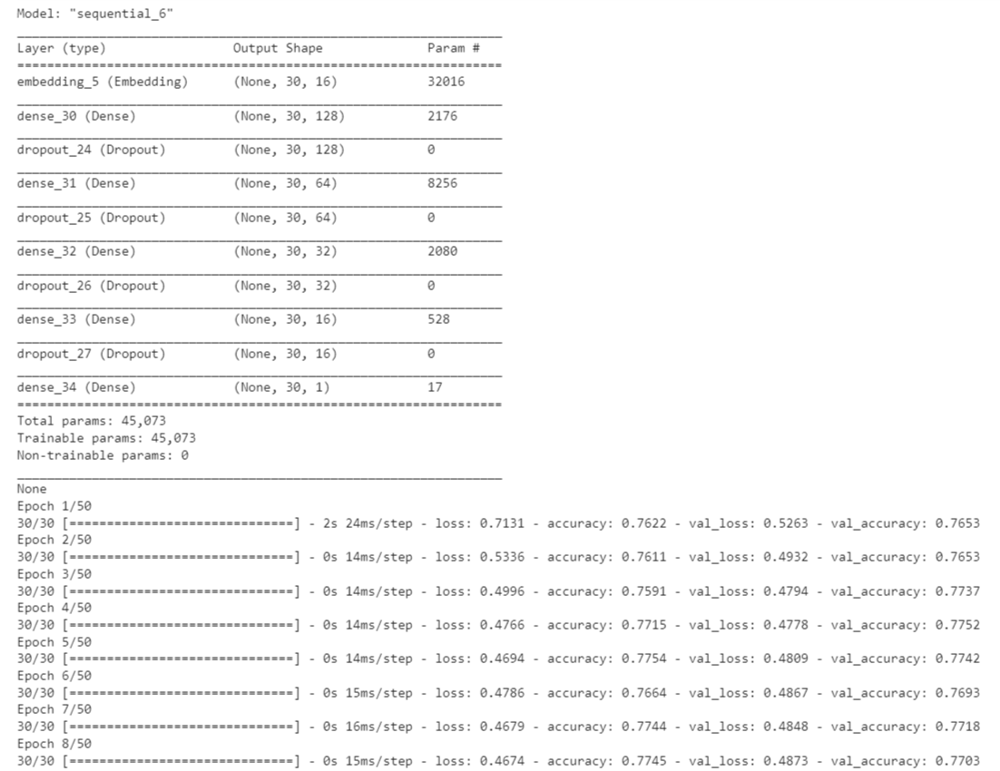 Model: "sequential_6"
_________________________________________________________________
Layer (type)                 Output Shape              Param #
=================================================================
embedding_5 (Embedding)      (None, 30, 16)            32016
_________________________________________________________________
dense_30 (Dense)             (None, 30, 128)           2176
_________________________________________________________________
dropout_24 (Dropout)         (None, 30, 128)           0
_________________________________________________________________
dense_31 (Dense)             (None, 30, 64)            8256
_________________________________________________________________
dropout_25 (Dropout)         (None, 30, 64)            0
_________________________________________________________________
dense_32 (Dense)             (None, 30, 32)            2080
_________________________________________________________________
dropout_26 (Dropout)         (None, 30, 32)            0
_________________________________________________________________
dense_33 (Dense)             (None, 30, 16)            528
_________________________________________________________________
dropout_27 (Dropout)         (None, 30, 16)            0
_________________________________________________________________
dense_34 (Dense)             (None, 30, 1)             17
=================================================================
Total params: 45,073
Trainable params: 45,073
Non-trainable params: 0
_________________________________________________________________
None
Epoch 1/50
30/30 [==============================] - 2s 24ms/step - loss: 0.7131 - accuracy: 0.7622 - val_loss: 0.5263 - val_accuracy: 0.7653
Epoch 2/50
30/30 [==============================] - 0s 14ms/step - loss: 0.5336 - accuracy: 0.7611 - val_loss: 0.4932 - val_accuracy: 0.7653
Epoch 3/50
30/30 [==============================] - 0s 14ms/step - loss: 0.4996 - accuracy: 0.7591 - val_loss: 0.4794 - val_accuracy: 0.7737
Epoch 4/50
30/30 [==============================] - 0s 14ms/step - loss: 0.4766 - accuracy: 0.7715 - val_loss: 0.4778 - val_accuracy: 0.7752
Epoch 5/50
30/30 [==============================] - 0s 14ms/step - loss: 0.4694 - accuracy: 0.7754 - val_loss: 0.4809 - val_accuracy: 0.7742
Epoch 6/50
30/30 [==============================] - 0s 15ms/step - loss: 0.4786 - accuracy: 0.7664 - val_loss: 0.4867 - val_accuracy: 0.7693
Epoch 7/50
30/30 [==============================] - 0s 16ms/step - loss: 0.4679 - accuracy: 0.7744 - val_loss: 0.4848 - val_accuracy: 0.7718
Epoch 8/50
30/30 [==============================] - 0s 15ms/step - loss: 0.4674 - accuracy: 0.7745 - val_loss: 0.4873 - val_accuracy: 0.7703